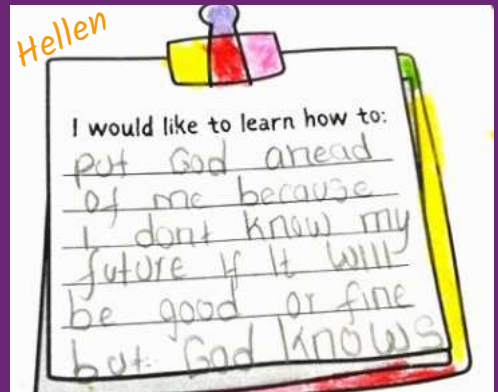 Hellen
I would like to learn how to:
put God ahead
of me because
I dont know my
future if It will
be good or fine
but God knows